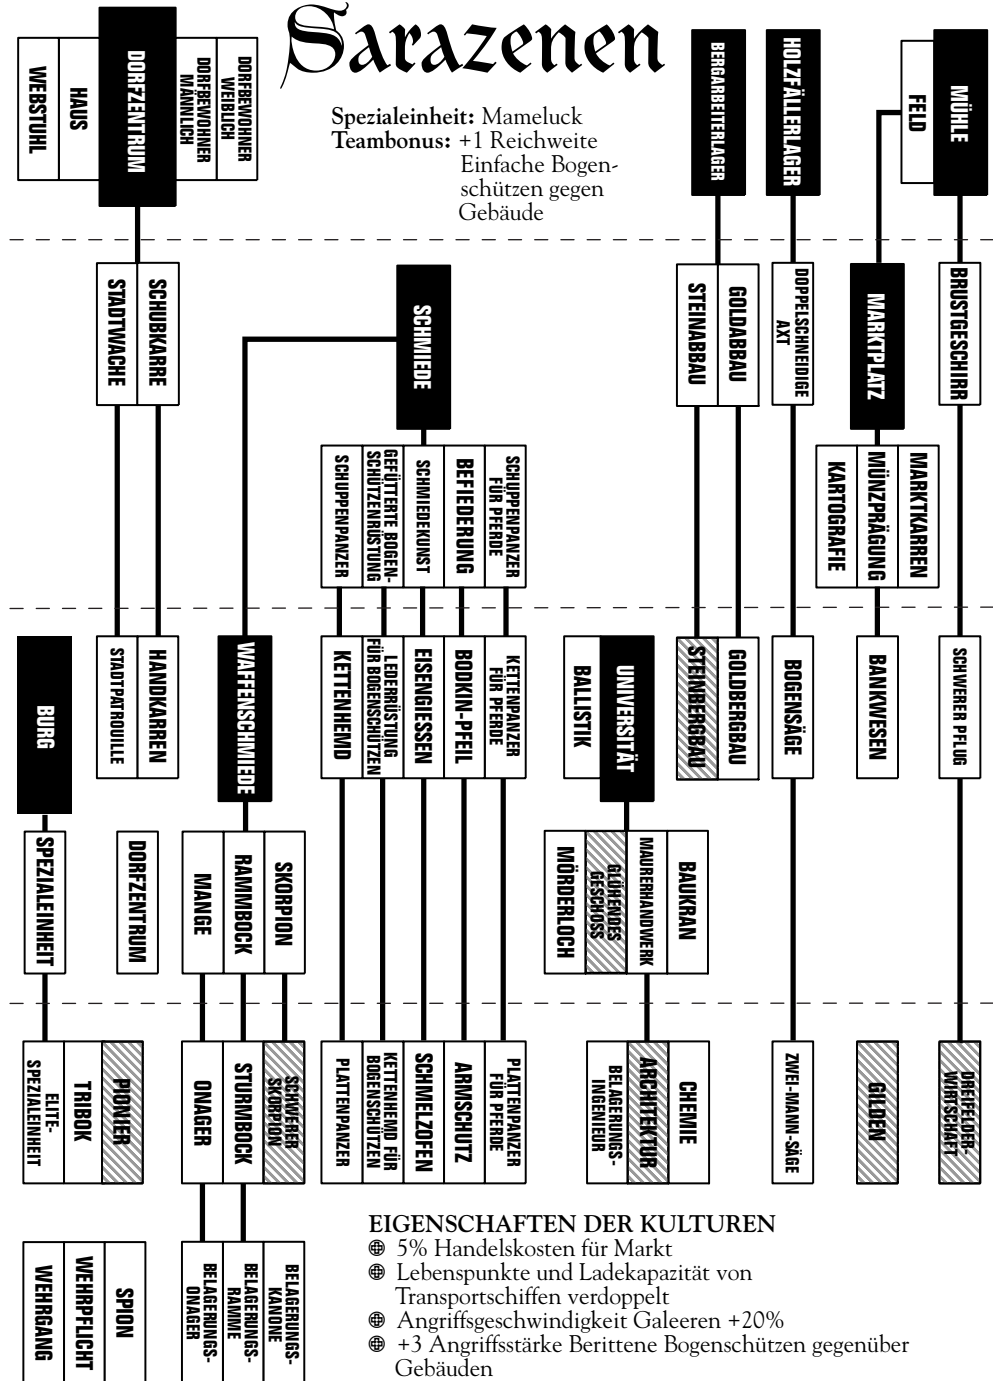 Sarazenen
Spezialeinheit: Mameluck
Teambonus: +1 Reichweite
Einfache Bogen-
schützen gegen
Gebäude
WEBSTUHL
HAUS
DORFZENTRUM
DORFBEWOHNER
MÄNNLICH
DORFBEWOHNER
WEIBLICH
BERGARBEITERLAGER
HOLZFÄLLERLAGER
FELD
MÜHLE
STADTWACHE
SCHUBKARRE
SCHMIEDE
STEINABBAU
GOLDABBAU
DOPPELSCHNEIDIGE
AXT
MARKTPLATZ
BRUSTGESCHIRR
SCHUPPENPANZER
GEFÜTTERTE BOGEN-
SCHÜTZENRÜSTUNG
SCHMIEDEKUNST
BEFIEDERUNG
SCHUPPENPANZER
FÜR PFERDE
KARTOGRAFIE
MÜNZPRÄGUNG
MARKTKARREN
BURG
STADTPATROUILLE
HANDKARREN
WAFFENSCHMIEDE
KETTENHEMD
LEDERRÜSTUNG
FÜR BOGENSCHÜTZEN
EISENGIESSEN
BODKIN-PFEIL
KETTENPANZER
FÜR PFERDE
BALLISTIK
UNIVERSITÄT
STEINBERGBAU
GOLDBERGBAU
BOGENSÄGE
BANKWESEN
SCHWERER PFLUG
SPEZIALEINHEIT
DORFZENTRUM
MANGE
RAMMBOCK
SKORPION
MÖRDERLOCH
GLÜHENDES
GESCHOSS
MAURERHANDWERK
BAUKRAN
ELITE-
SPEZIALEINHEIT
TRIBOK
PIONIER
ONAGER
STURMBOCK
SCHWERER
SKORPION
PLATTENPANZER
KETTENHEMD FÜR
BOGENSCHÜTZEN
SCHMELZOFEN
ARMSCHUTZ
PLATTENPANZER
FÜR PFERDE
BELAGERUNGS-
INGENIEUR
ARCHITEKTUR
CHEMIE
ZWEI-MANN-SÄGE
GILDEN
DREIFELDER-
WIRTSCHAFT
WEHRGANG
WEHRPFLICHT
SPION
BELAGERUNGS-
ONAGER
BELAGERUNGS-
RAMME
BELAGERUNGS-
KANONE
EIGENSCHAFTEN DER KULTUREN
5% Handelskosten für Markt
Lebenspunkte und Ladekapazität von
Transportschiffen verdoppelt
Angriffsgeschwindigkeit Galeeren +20%
+3 Angriffsstärke Berittene Bogenschützen gegenüber
Gebäuden